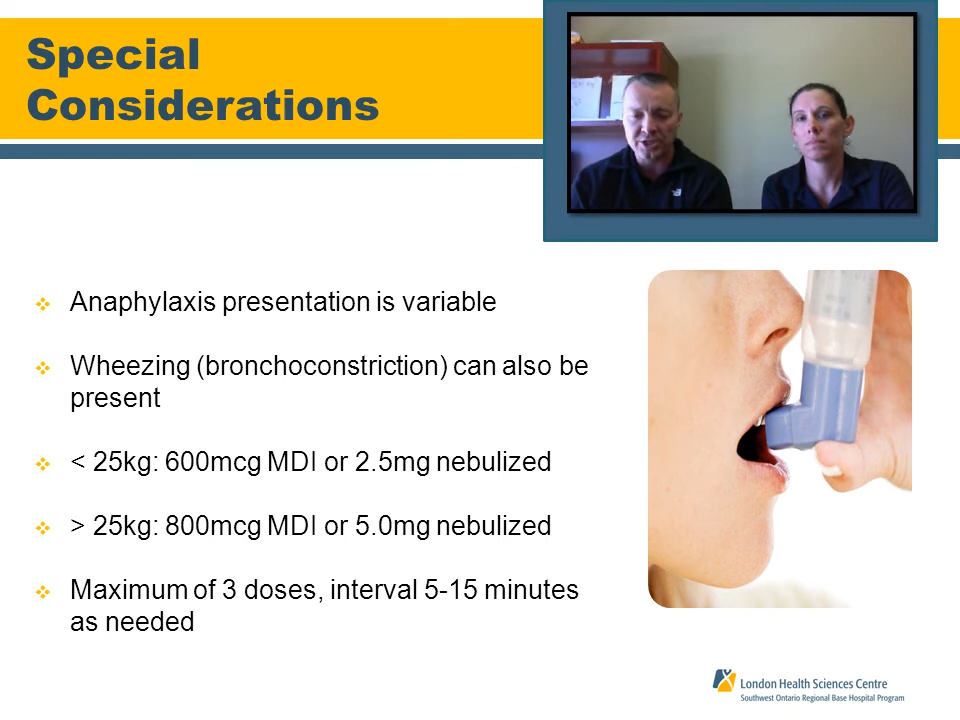 Special
Considerations
Anaphylaxis presentation is variable
Wheezing (bronchoconstriction) can also be
present
< 25kg: 600mcg MDI or 2.5mg nebulized
> 25kg: 800mcg MDI or 5.0mg nebulized
Maximum of 3 doses, interval 5-15 minutes
as needed
London Health Sciences Centre
Southwest Ontario Regional Base Hospital Program